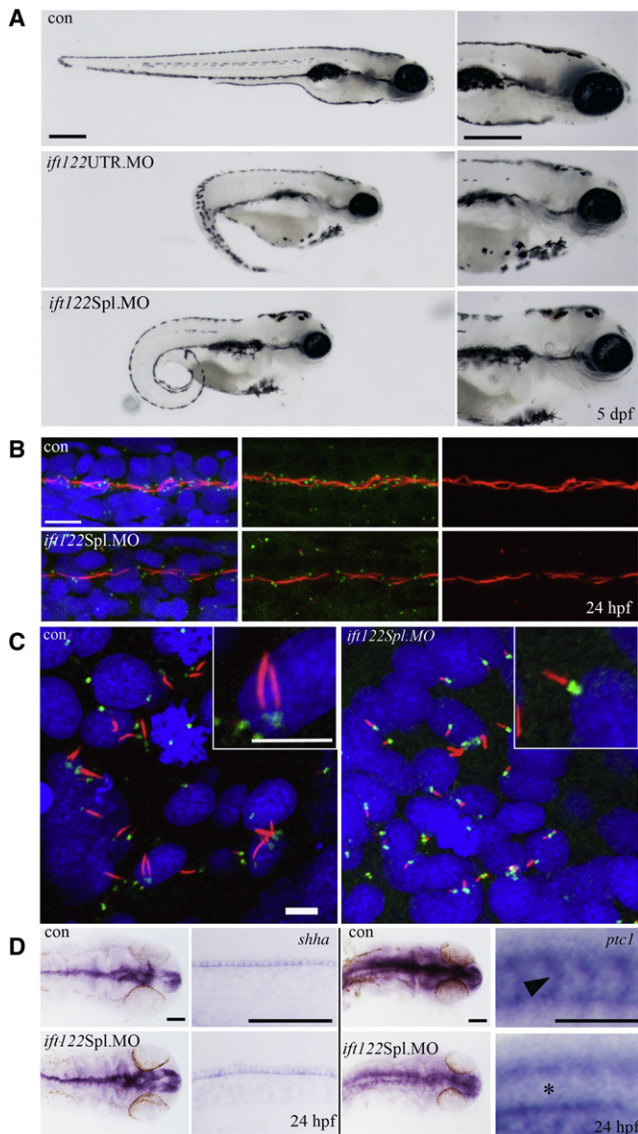 A
con
ift122UTR.MO
ift122Spl.MO
5 dpf
B
con
ift122Spl.MO
24 hpf
C
con
ift122Spl.MO
D
con
shha
con
ptc1
ift122Spl.MO
ift122Spl.MO
*
24 hpf
24 hpf